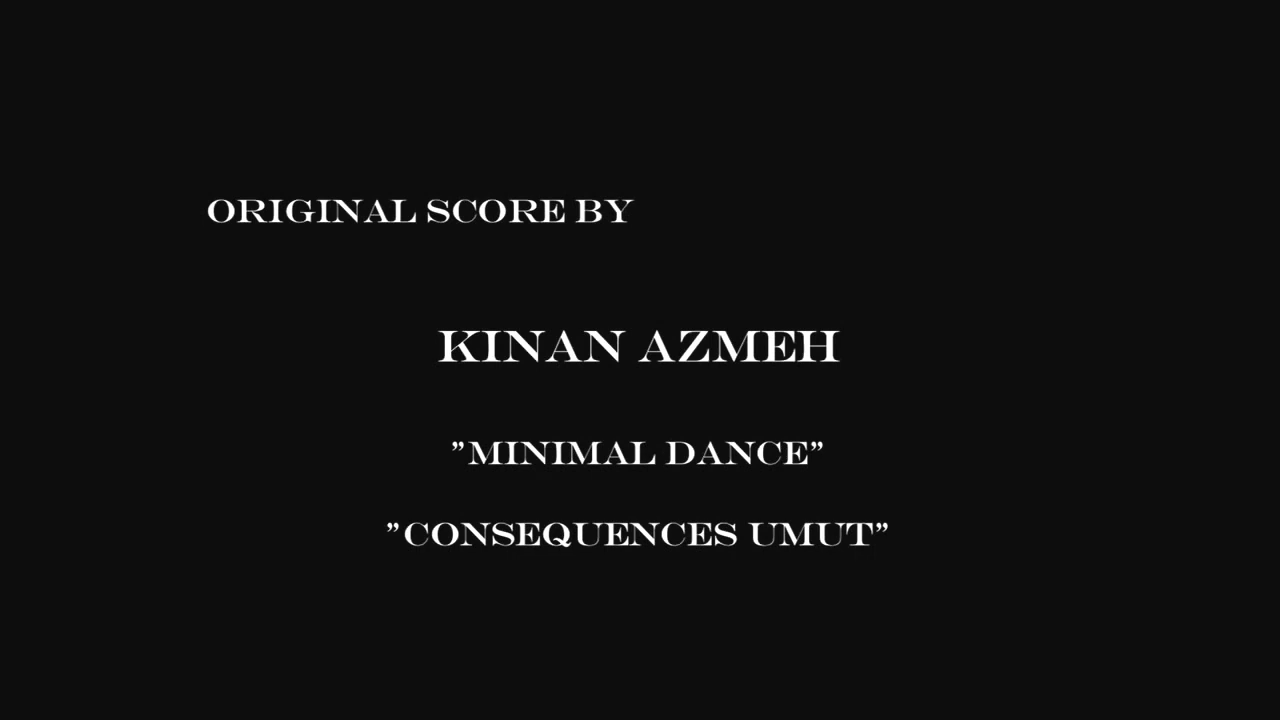 ORIGINAL SCORE BY
KINAN AZMEH
”MINIMAL DANCE”
”CONSEQUENCES UMUT”